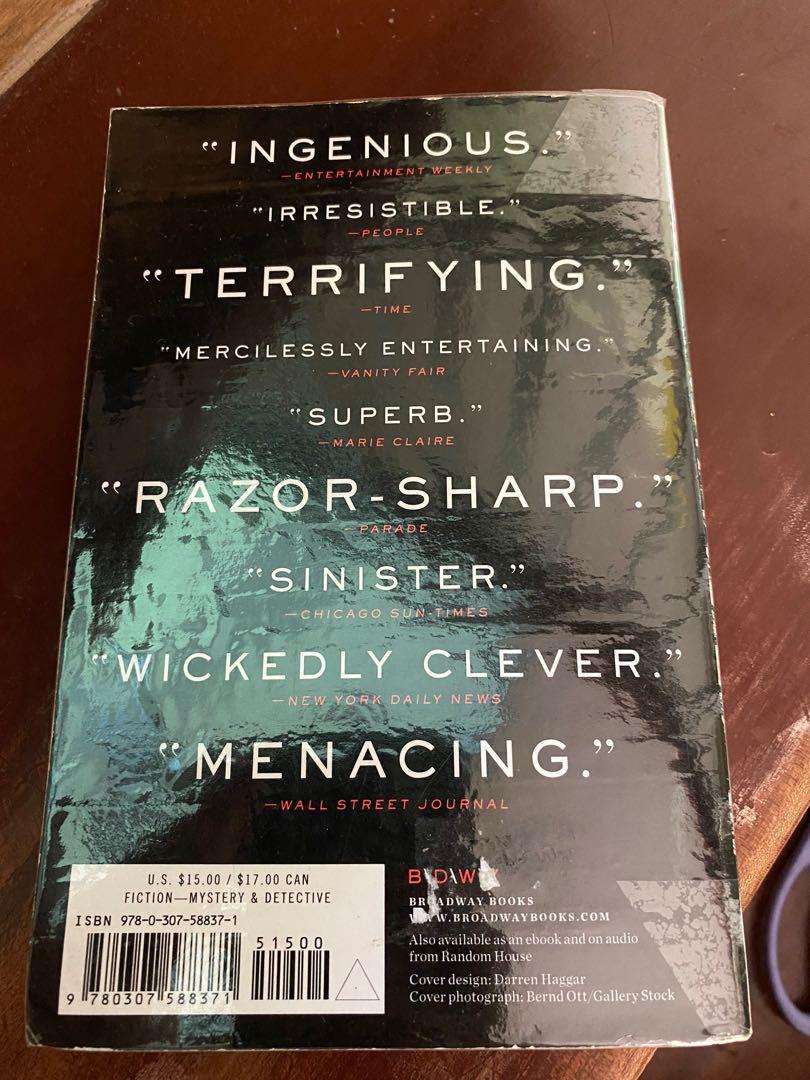 “INGENIOUS.”
—ENTERTAINMENT WEEKLY
“IRRESISTIBLE.”
—PEOPLE
“TERRIFYING.”
—TIME
“MERCILESSLY ENTERTAINING.”
—VANITY FAIR
“SUPERB.”
—MARIE CLAIRE
“RAZOR-SHARP.”
—PARADE
“SINISTER.”
—CHICAGO SUN-TIMES
“WICKEDLY CLEVER.”
—NEW YORK DAILY NEWS
“MENACING.”
—WALL STREET JOURNAL
U.S. $15.00 / $17.00 CAN
FICTION—MYSTERY & DETECTIVE
ISBN 978-0-307-58837-1
51500
9 780307 588371
BROADWAY BOOKS
WWW.BROADWAYBOOKS.COM
Also available as an ebook and on audio
from Random House
Cover design: Darren Haggar
Cover photograph: Bernd Ott/Gallery Stock